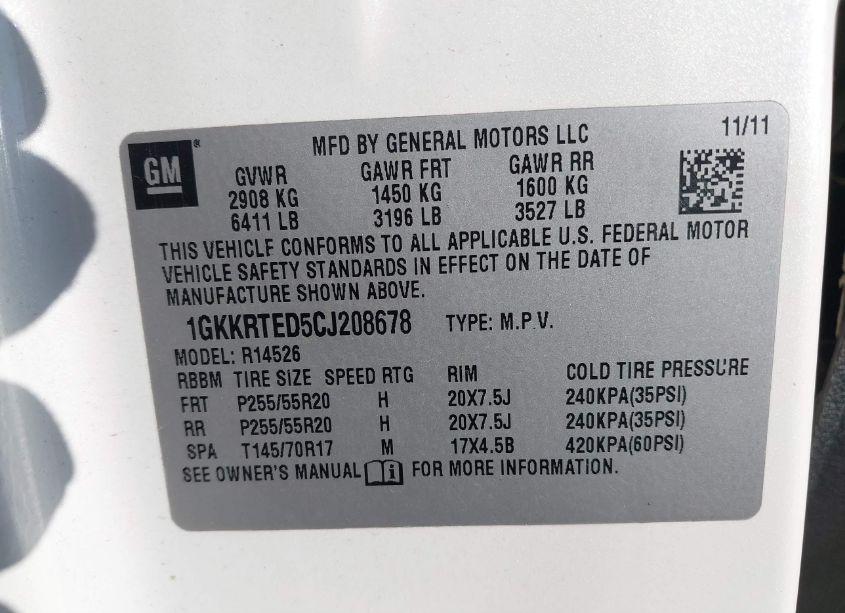 GM ®
MFD BY GENERAL MOTORS LLC 11/11
GVWR GAWR FRT GAWR RR
2908 KG 1450 KG 1600 KG
6411 LB 3196 LB 3527 LB
THIS VEHICLE CONFORMS TO ALL APPLICABLE U.S. FEDERAL MOTOR
VEHICLE SAFETY STANDARDS IN EFFECT ON THE DATE OF
MANUFACTURE SHOWN ABOVE.
1GKKRTED5CJ208678 TYPE: M.P.V.
MODEL: R14526
RBBM TIRE SIZE SPEED RTG RIM COLD TIRE PRESSURE
FRT P255/55R20 H 20X7.5J 240KPA(35PSI)
RR P255/55R20 H 20X7.5J 240KPA(35PSI)
SPA T145/70R17 M 17X4.5B 420KPA(60PSI)
SEE OWNER'S MANUAL i FOR MORE INFORMATION.